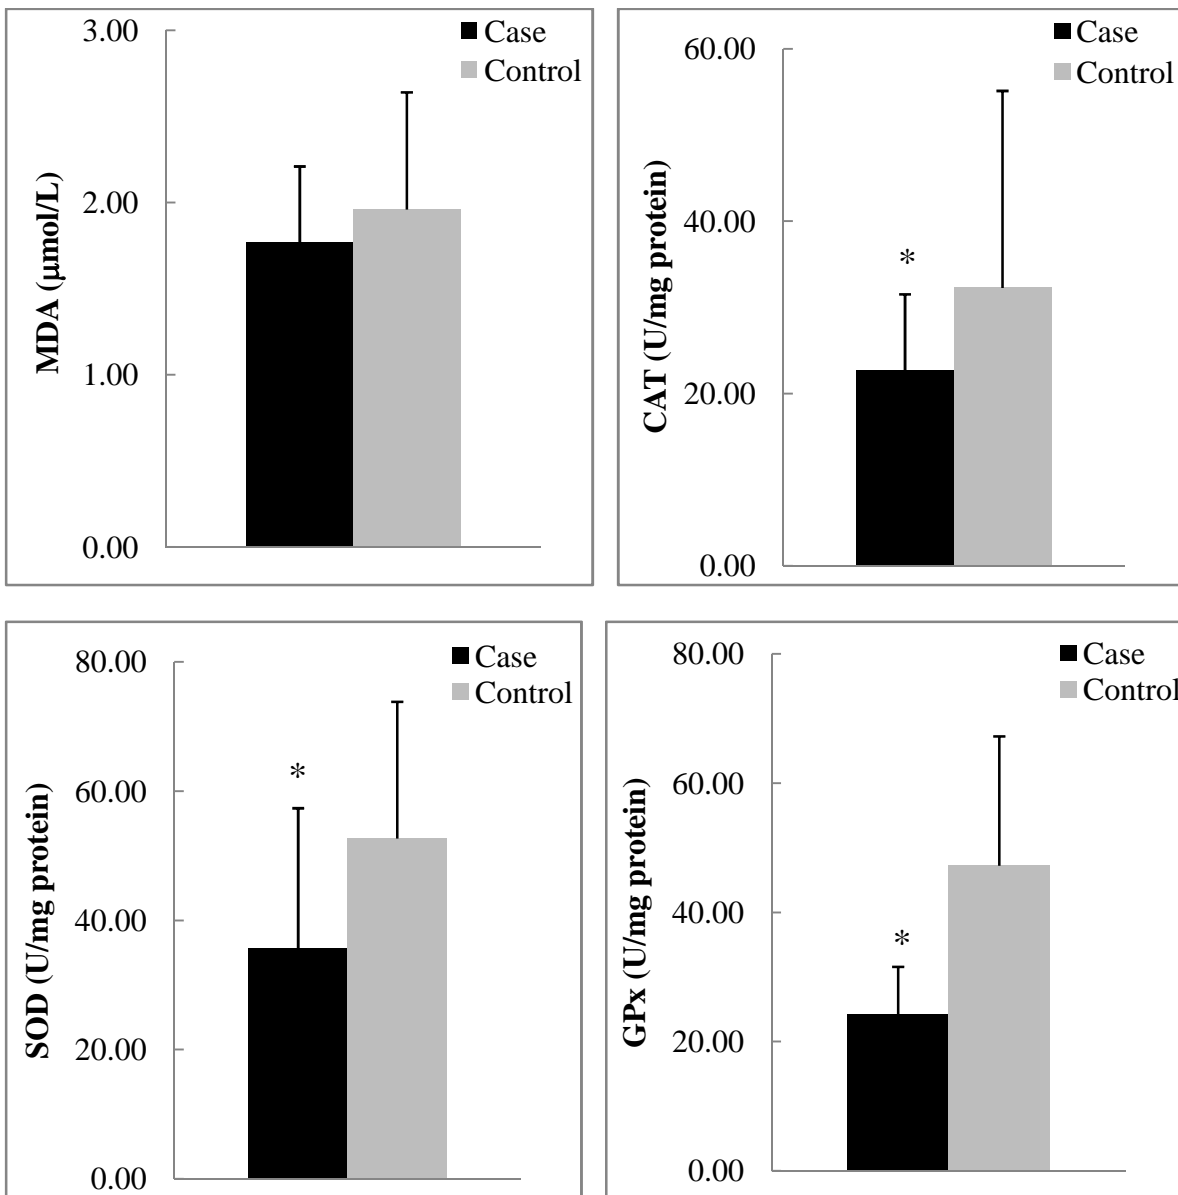 MDA (µmol/L)
3.00
2.00
1.00
0.00
Case
Control
CAT (U/mg protein)
60.00
40.00
20.00
0.00
*
Case
Control
SOD (U/mg protein)
80.00
60.00
40.00
20.00
0.00
*
Case
Control
GPx (U/mg protein)
80.00
60.00
40.00
20.00
0.00
*
Case
Control